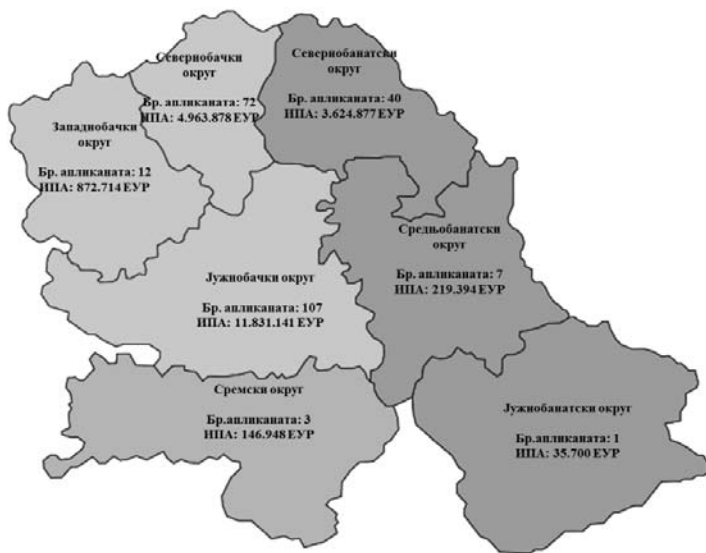 Севернобачки
округ
Бр. апликаната: 72
ИПА: 4.963.878 ЕУР
Севернобанатски
округ
Бр. апликаната: 40
ИПА: 3.624.877 ЕУР
Западнобачки
округ
Бр. апликаната: 12
ИПА: 872.714 ЕУР
Средњобанатски
округ
Бр. апликаната: 7
ИПА: 219.394 ЕУР
Јужнобачки округ
Бр. апликаната: 107
ИПА: 11.831.141 ЕУР
Сремски округ
Бр.апликаната: 3
ИПА: 146.948 ЕУР
Јужнобанатски округ
Бр.апликаната: 1
ИПА: 35.700 ЕУР